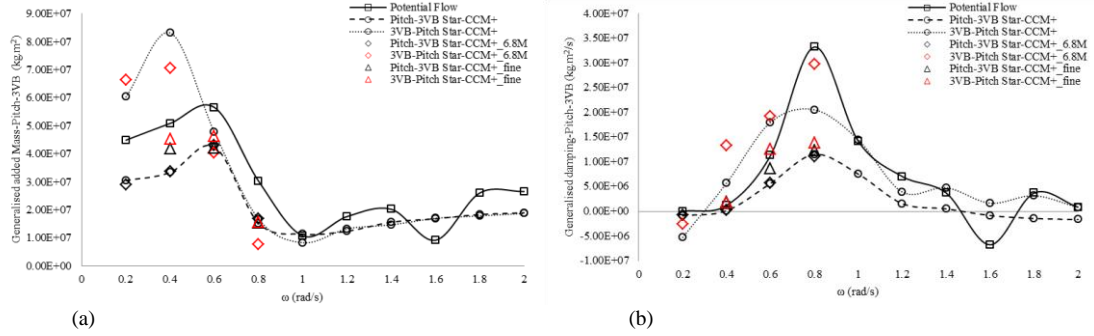 (a)
Potential Flow
Pitch-3VB Star-CCM+
3VB-Pitch Star-CCM+
Pitch-3VB Star-CCM+_6.8M
3VB-Pitch Star-CCM+_6.8M
Pitch-3VB Star-CCM+_fine
3VB-Pitch Star-CCM+_fine
Generalised added Mass-Pitch-3VB (kg.m²)
9.00E+07
8.00E+07
7.00E+07
6.00E+07
5.00E+07
4.00E+07
3.00E+07
2.00E+07
1.00E+07
0.00E+00
0 0.2 0.4 0.6 0.8 1 1.2 1.4 1.6 1.8 2
ω (rad/s)
(a)
(b)
Potential Flow
Pitch-3VB Star-CCM+
3VB-Pitch Star-CCM+
Pitch-3VB Star-CCM+_6.8M
3VB-Pitch Star-CCM+_6.8M
Pitch-3VB Star-CCM+_fine
3VB-Pitch Star-CCM+_fine
Generalised damping-Pitch-3VB (kg.m²/s)
4.00E+07
3.50E+07
3.00E+07
2.50E+07
2.00E+07
1.50E+07
1.00E+07
5.00E+06
0.00E+00
-5.00E+06
-1.00E+07
0 0.2 0.4 0.6 0.8 1 1.2 1.4 1.6 1.8 2
ω (rad/s)
(b)